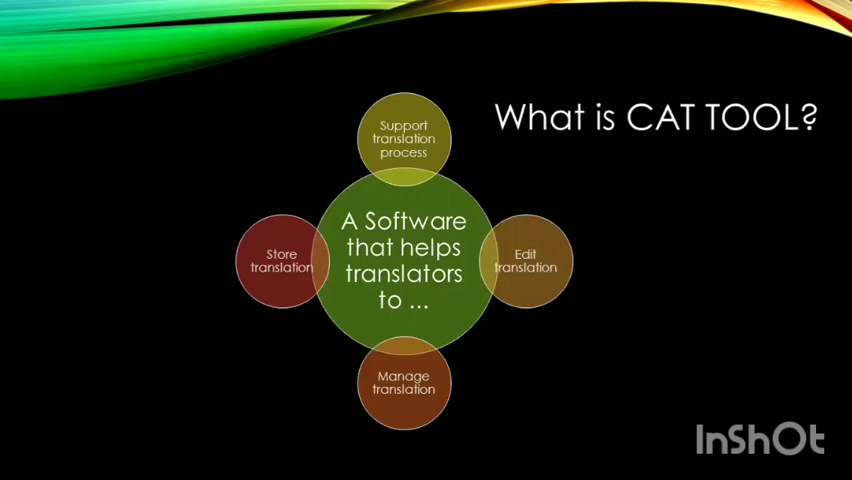 What is CAT TOOL?
Support
translation
process
A Software
that helps
translators
to ...
Store
translation
Edit
translation
Manage
translation
InShOt